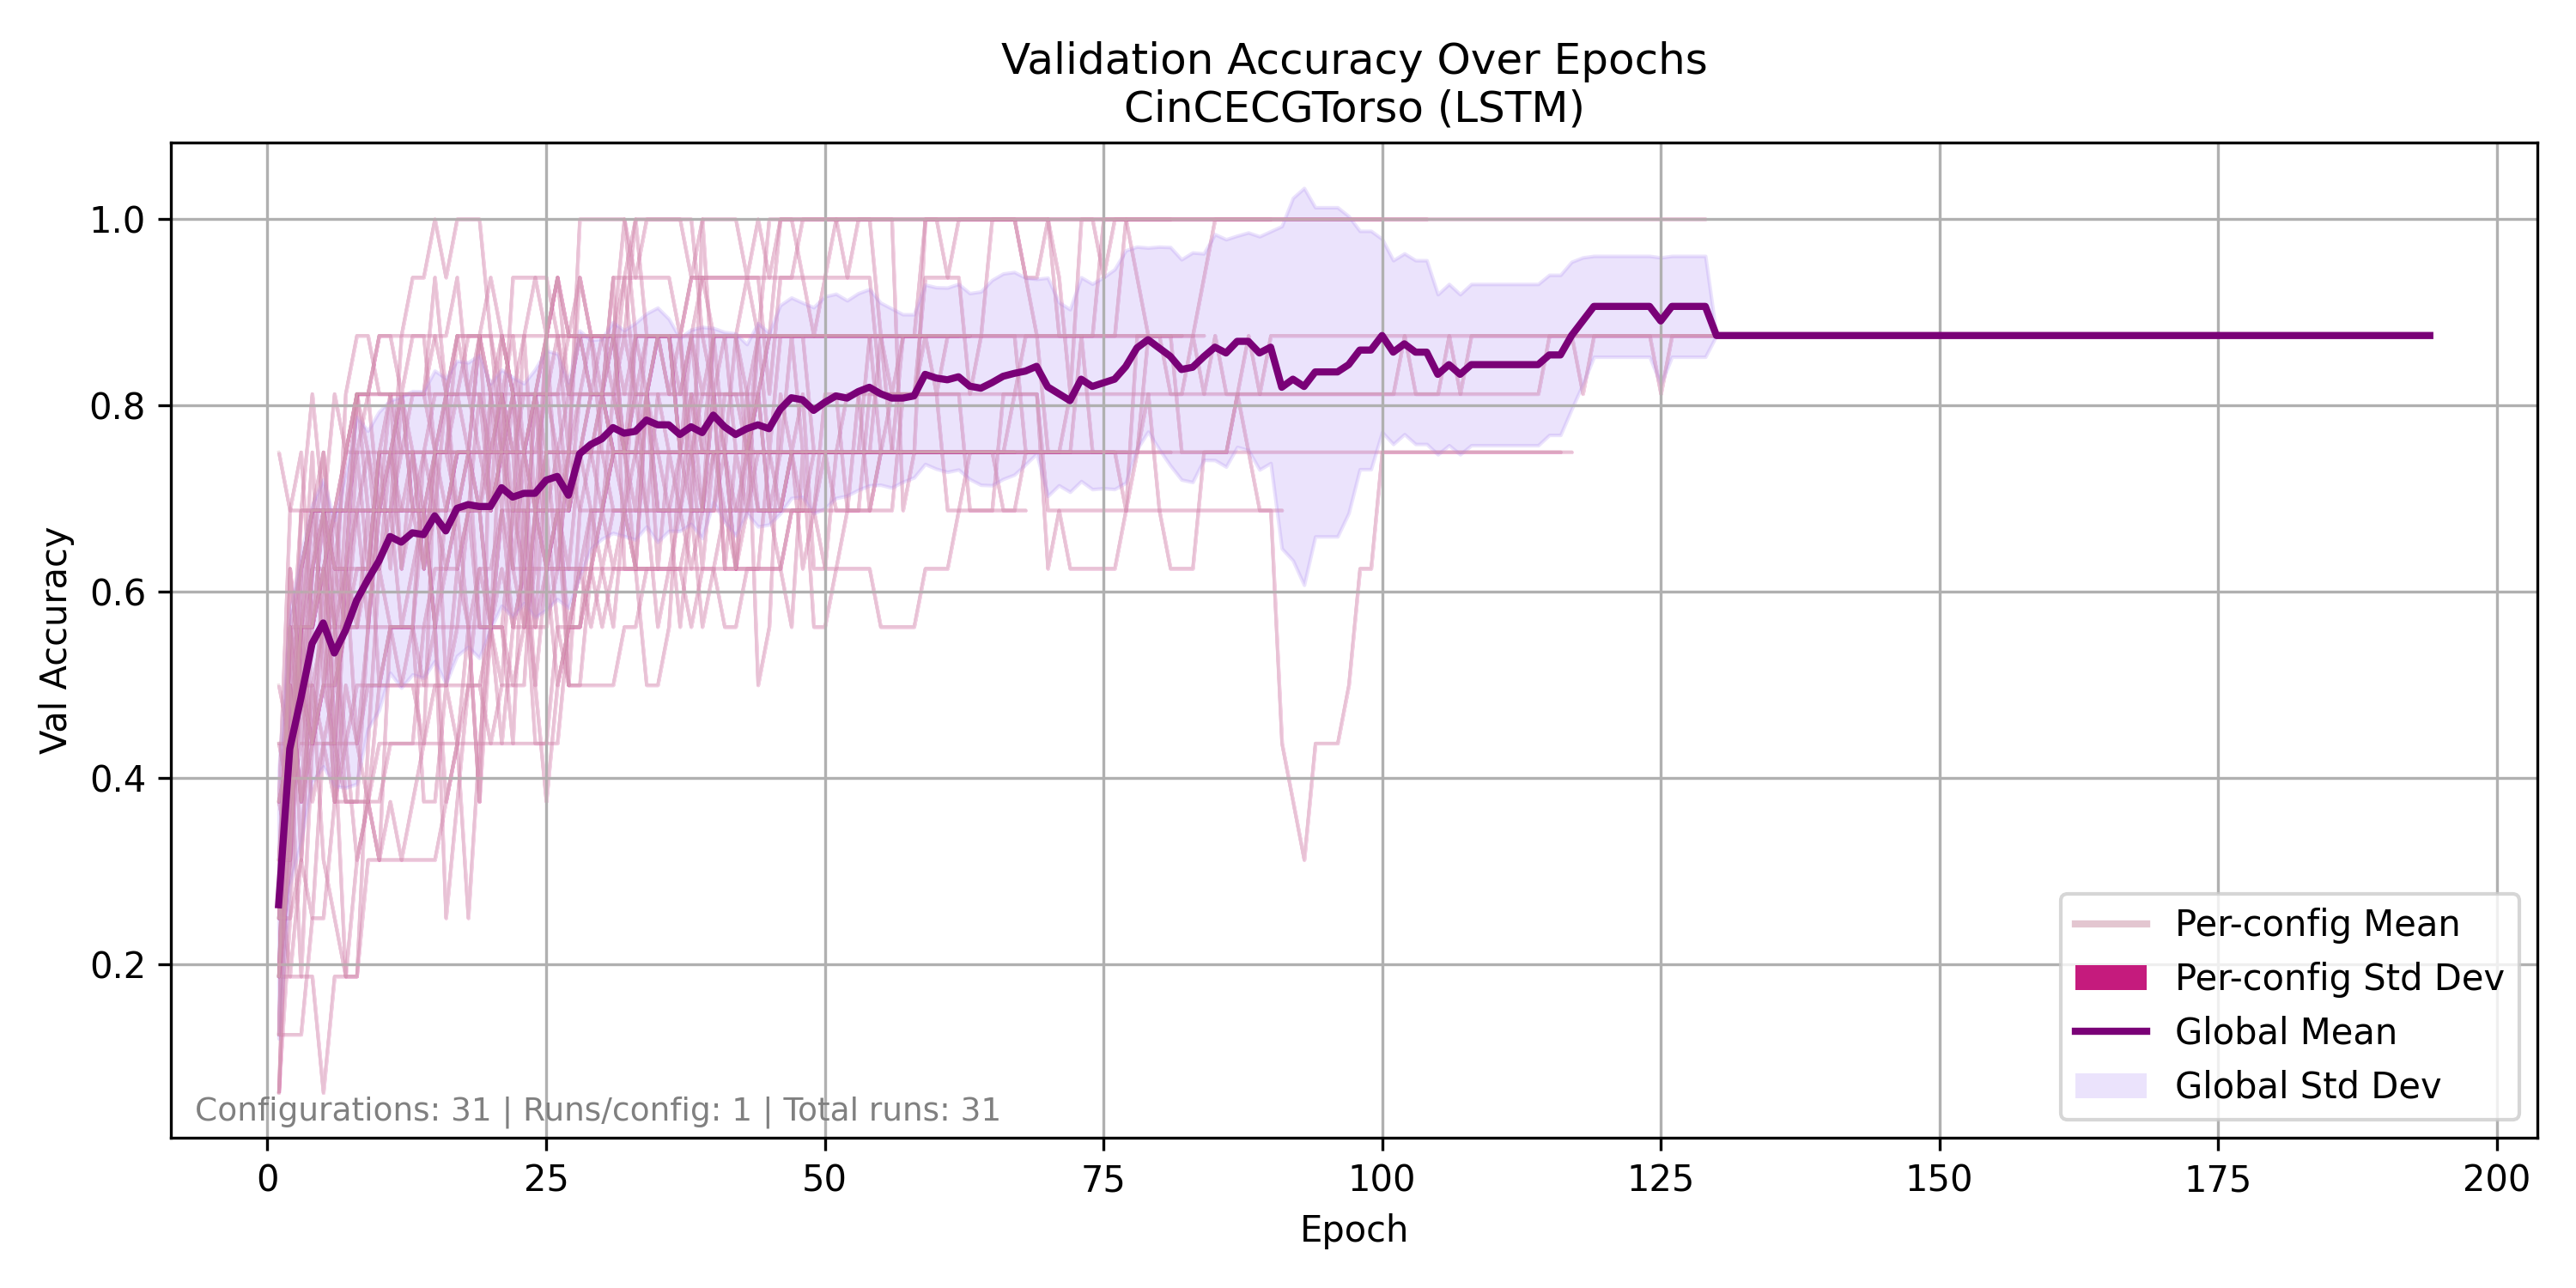 Validation Accuracy Over Epochs
CinCECGTorso (LSTM)
Val Accuracy
1.0
0.8
0.6
0.4
0.2
Per-config Mean
Per-config Std Dev
Global Mean
Global Std Dev
Configurations: 31 | Runs/config: 1 | Total runs: 31
0 25 50 75 100 125 150 175 200
Epoch